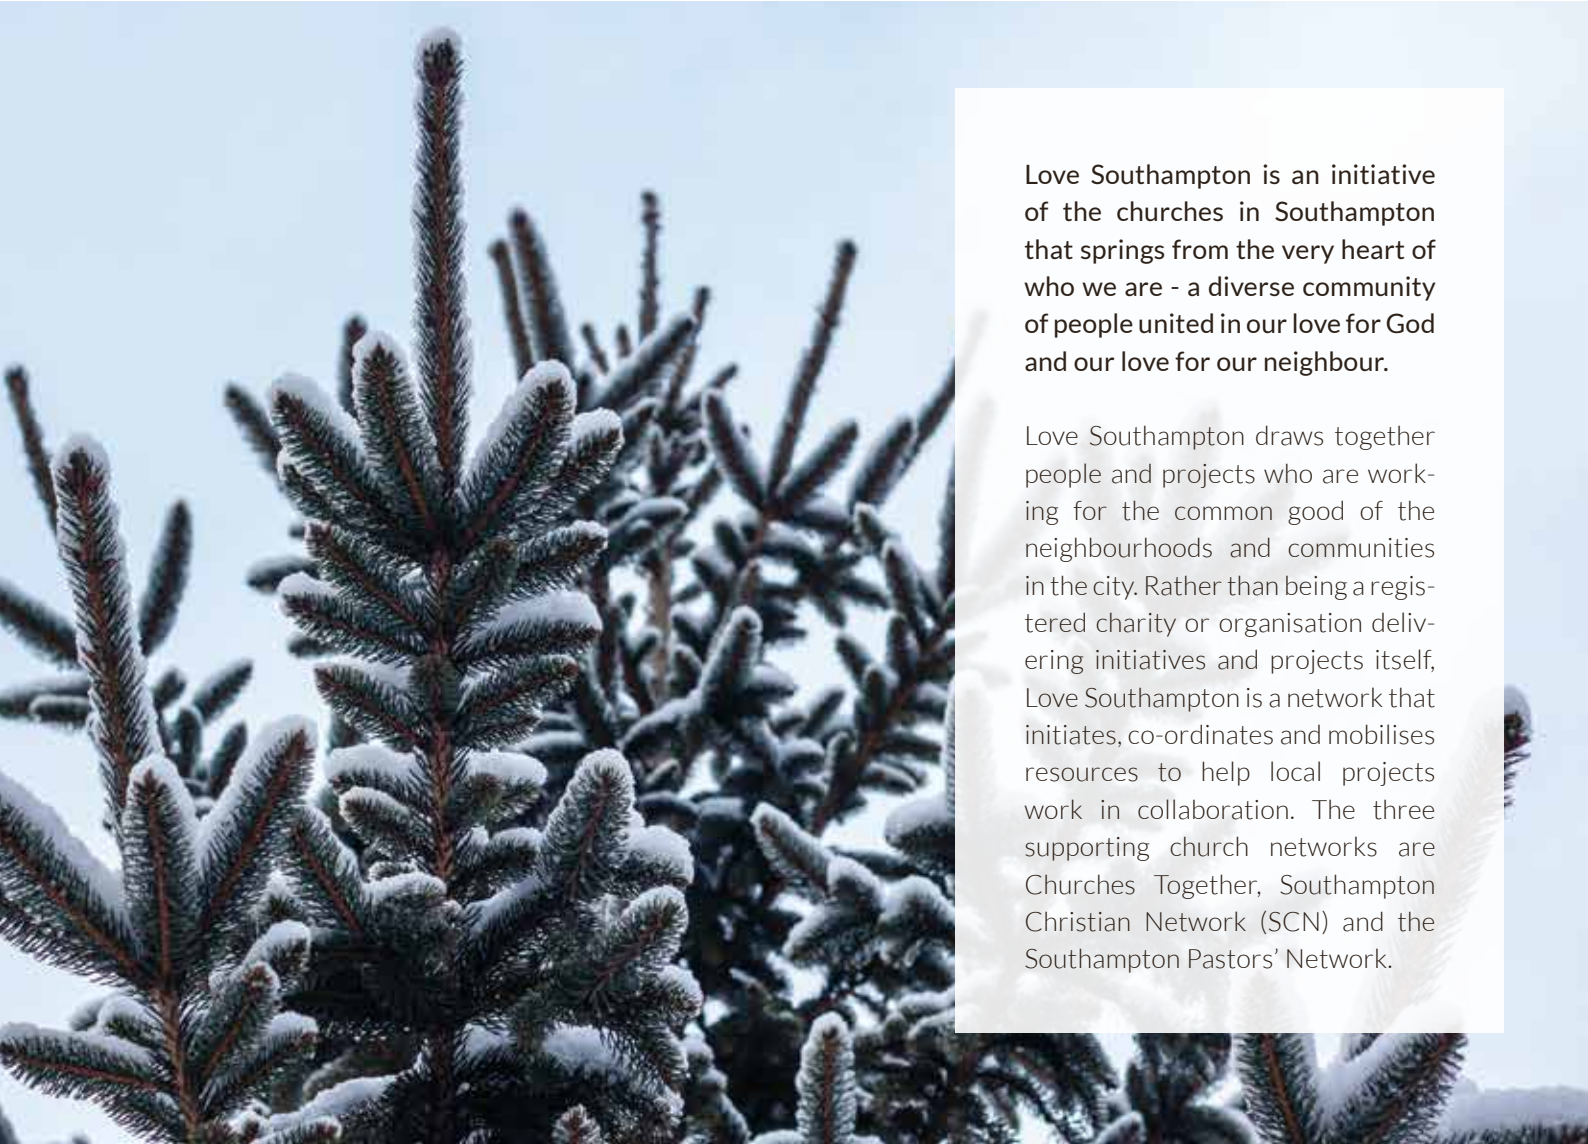 Love Southampton is an initiative
of the churches in Southampton
that springs from the very heart of
who we are - a diverse community
of people united in our love for God
and our love for our neighbour.
Love Southampton draws together
people and projects who are work-
ing for the common good of the
neighbourhoods and communities
in the city. Rather than being a regis-
tered charity or organisation deliv-
ering initiatives and projects itself,
Love Southampton is a network that
initiates, co-ordinates and mobilises
resources to help local projects
work in collaboration. The three
supporting church networks are
Churches Together, Southampton
Christian Network (SCN) and the
Southampton Pastors’ Network.